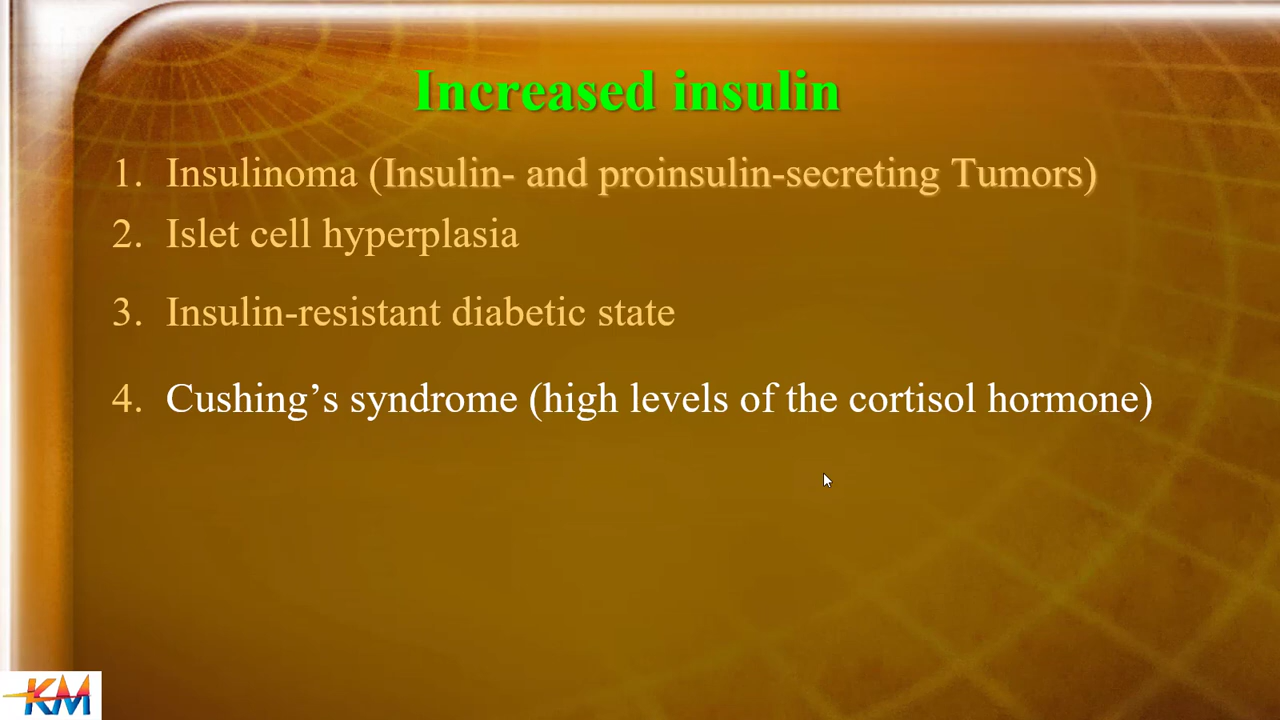 Increased insulin
1. Insulinoma (Insulin- and proinsulin-secreting Tumors)
2. Islet cell hyperplasia
3. Insulin-resistant diabetic state
4. Cushing’s syndrome (high levels of the cortisol hormone)
KM